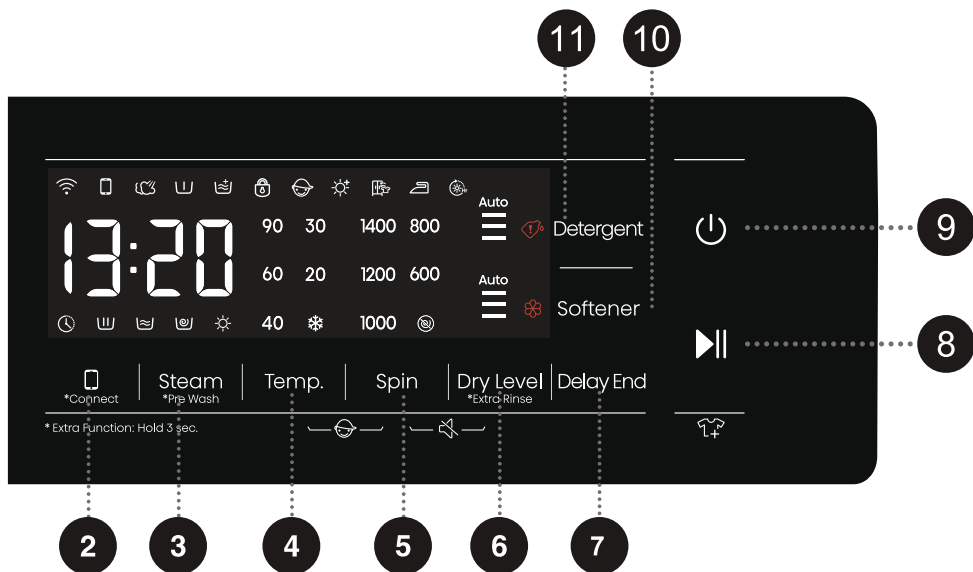 11 10
Auto
13:20 90 30 1400 800 Detergent 9
60 20 1200 600
Auto
Softener
40 1000
8
Steam Temp. Spin Dry Level Delay End
*Connect *Pre Wash *Extra Rinse
* Extra Function: Hold 3 sec.
2 3 4 5 6 7